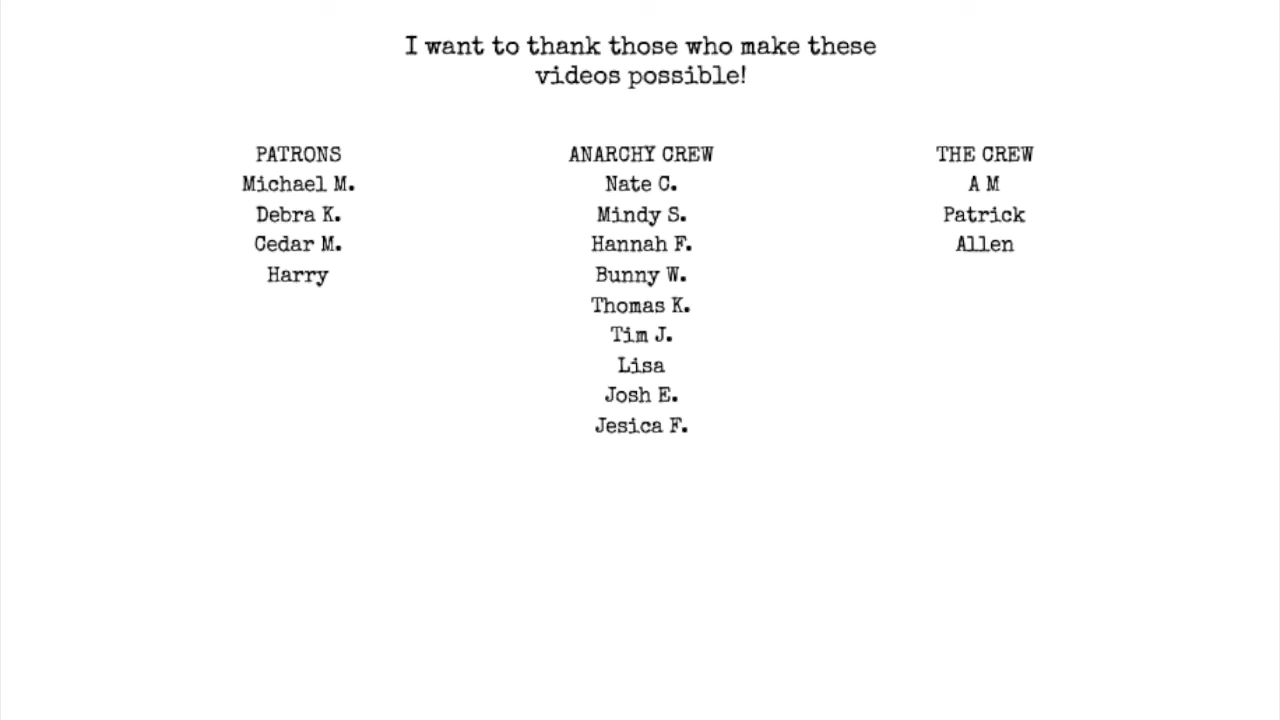 I want to thank those who make these
videos possible!
PATRONS
Michael M.
Debra K.
Cedar M.
Harry
ANARCHY CREW
Nate C.
Mindy S.
Hannah F.
Bunny W.
Thomas K.
Tim J.
Lisa
Josh E.
Jesica F.
THE CREW
A M
Patrick
Allen